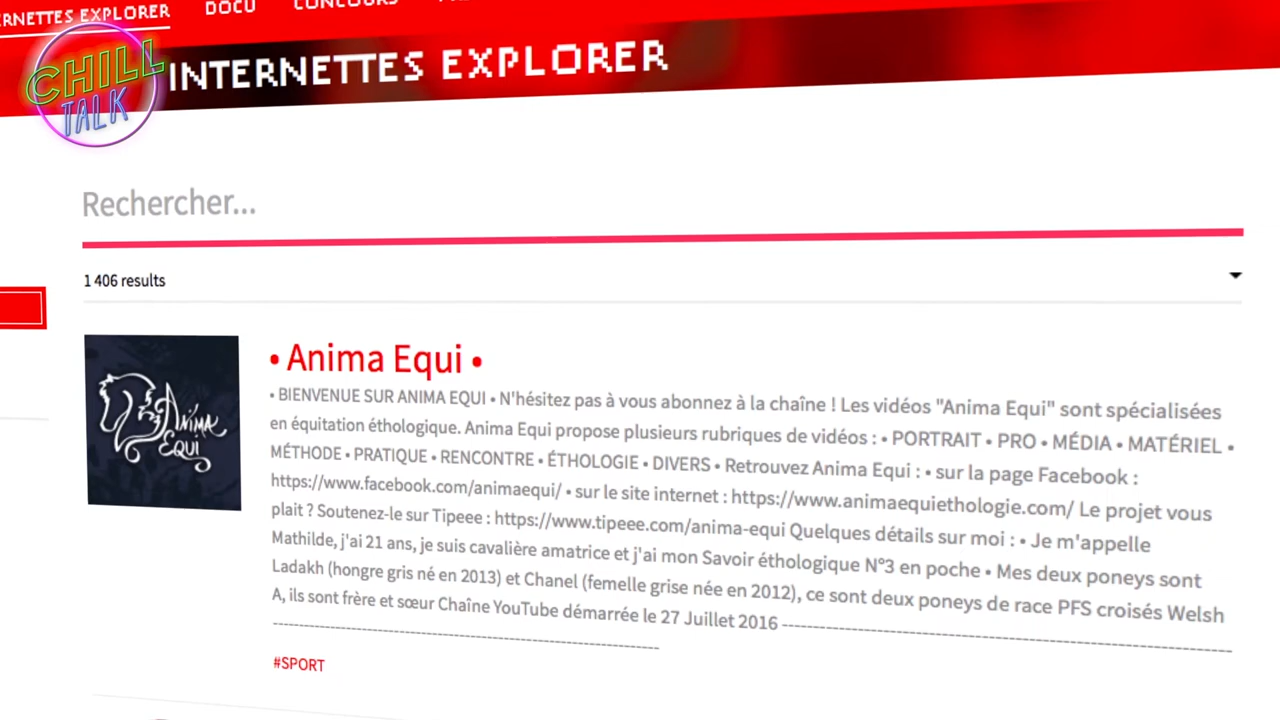 INTERNETTES EXPLORER
DOCU
CONCOURS
CHILL
TALK
INTERNETTES EXPLORER
Rechercher...
1 406 results
Anima
EQUI
• Anima Equi •
• BIENVENUE SUR ANIMA EQUI • N'hésitez pas à vous abonnez à la chaîne ! Les vidéos "Anima Equi" sont spécialisées
en équitation éthologique. Anima Equi propose plusieurs rubriques de vidéos : • PORTRAIT • PRO • MÉDIA • MATÉRIEL •
MÉTHODE • PRATIQUE • RENCONTRE • ÉTHOLOGIE • DIVERS • Retrouvez Anima Equi : • sur la page Facebook :
https://www.facebook.com/animaequi/ • sur le site internet : https://www.animaequiethologie.com/ Le projet vous
plait ? Soutenez-le sur Tipeee : https://www.tipeee.com/anima-equi Quelques détails sur moi : • Je m'appelle
Mathilde, j'ai 21 ans, je suis cavalière amatrice et j'ai mon Savoir éthologique N°3 en poche • Mes deux poneys sont
Ladakh (hongre gris né en 2013) et Chanel (femelle grise née en 2012), ce sont deux poneys de race PFS croisés Welsh
A, ils sont frère et sœur Chaîne YouTube démarrée le 27 Juillet 2016
#SPORT